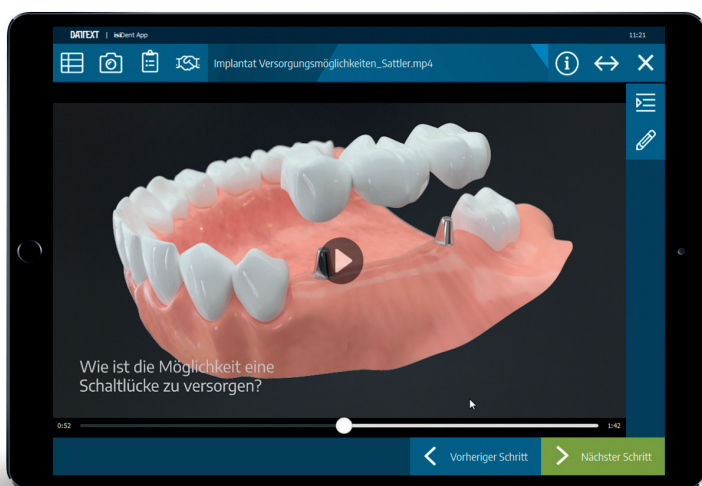 DATEXT | isiDent App
11:21
Implantat Versorgungsmöglichkeiten_Sattler.mp4
Wie ist die Möglichkeit eine
Schaltlücke zu versorgen?
0:52
1:42
Vorheriger Schritt
Nächster Schritt